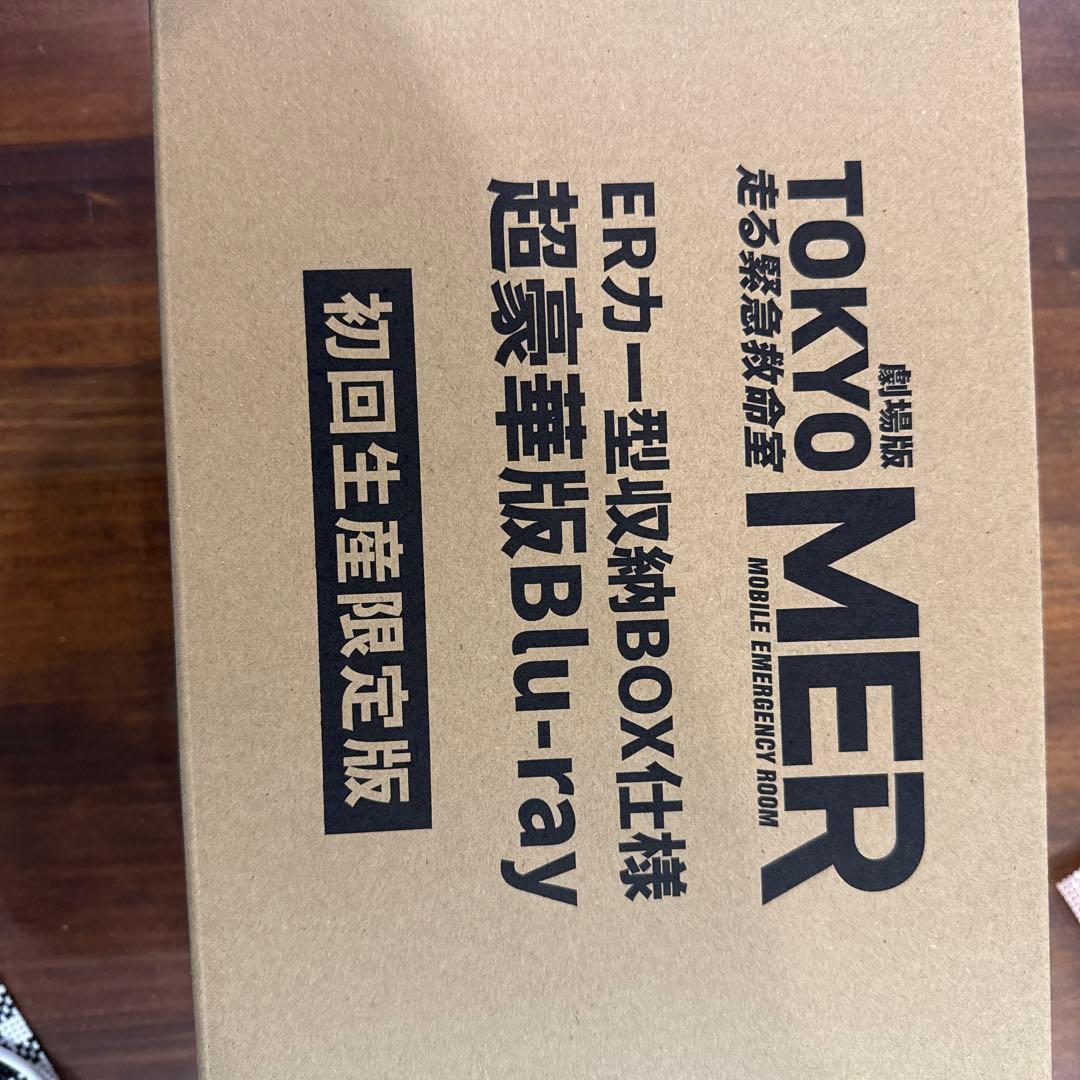 劇場版
TOKYO MER
走る緊急救命室
MOBILE EMERGENCY ROOM
ERカー型収納BOX仕様
超豪華版Blu-ray
初回生産限定版